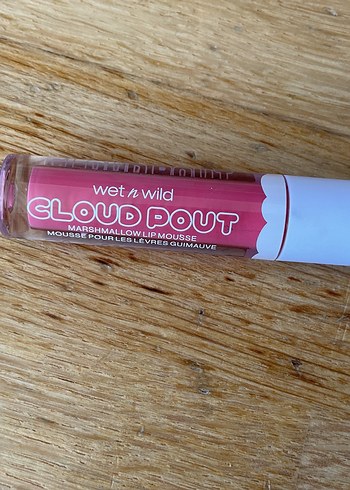 wet n wild
CLOUD POUT
MARSHMALLOW LIP MOUSSE
MOUSSE POUR LES LÈVRES GUIMAUVE